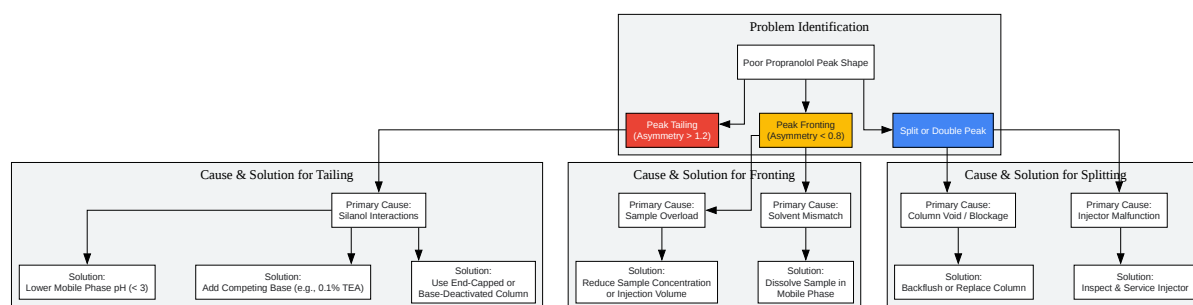 Problem Identification
Poor Propranolol Peak Shape
Peak Tailing
(Asymmetry > 1.2)
Peak Fronting
(Asymmetry < 0.8)
Split or Double Peak
Cause & Solution for Tailing
Primary Cause:
Silanol Interactions
Solution:
Lower Mobile Phase pH (< 3)
Solution:
Add Competing Base (e.g., 0.1% TEA)
Solution:
Use End-Capped or
Base-Deactivated Column
Cause & Solution for Fronting
Primary Cause:
Sample Overload
Primary Cause:
Solvent Mismatch
Solution:
Reduce Sample Concentration
or Injection Volume
Solution:
Dissolve Sample in
Mobile Phase
Cause & Solution for Splitting
Primary Cause:
Column Void / Blockage
Primary Cause:
Injector Malfunction
Solution:
Backflush or Replace Column
Solution:
Inspect & Service Injector